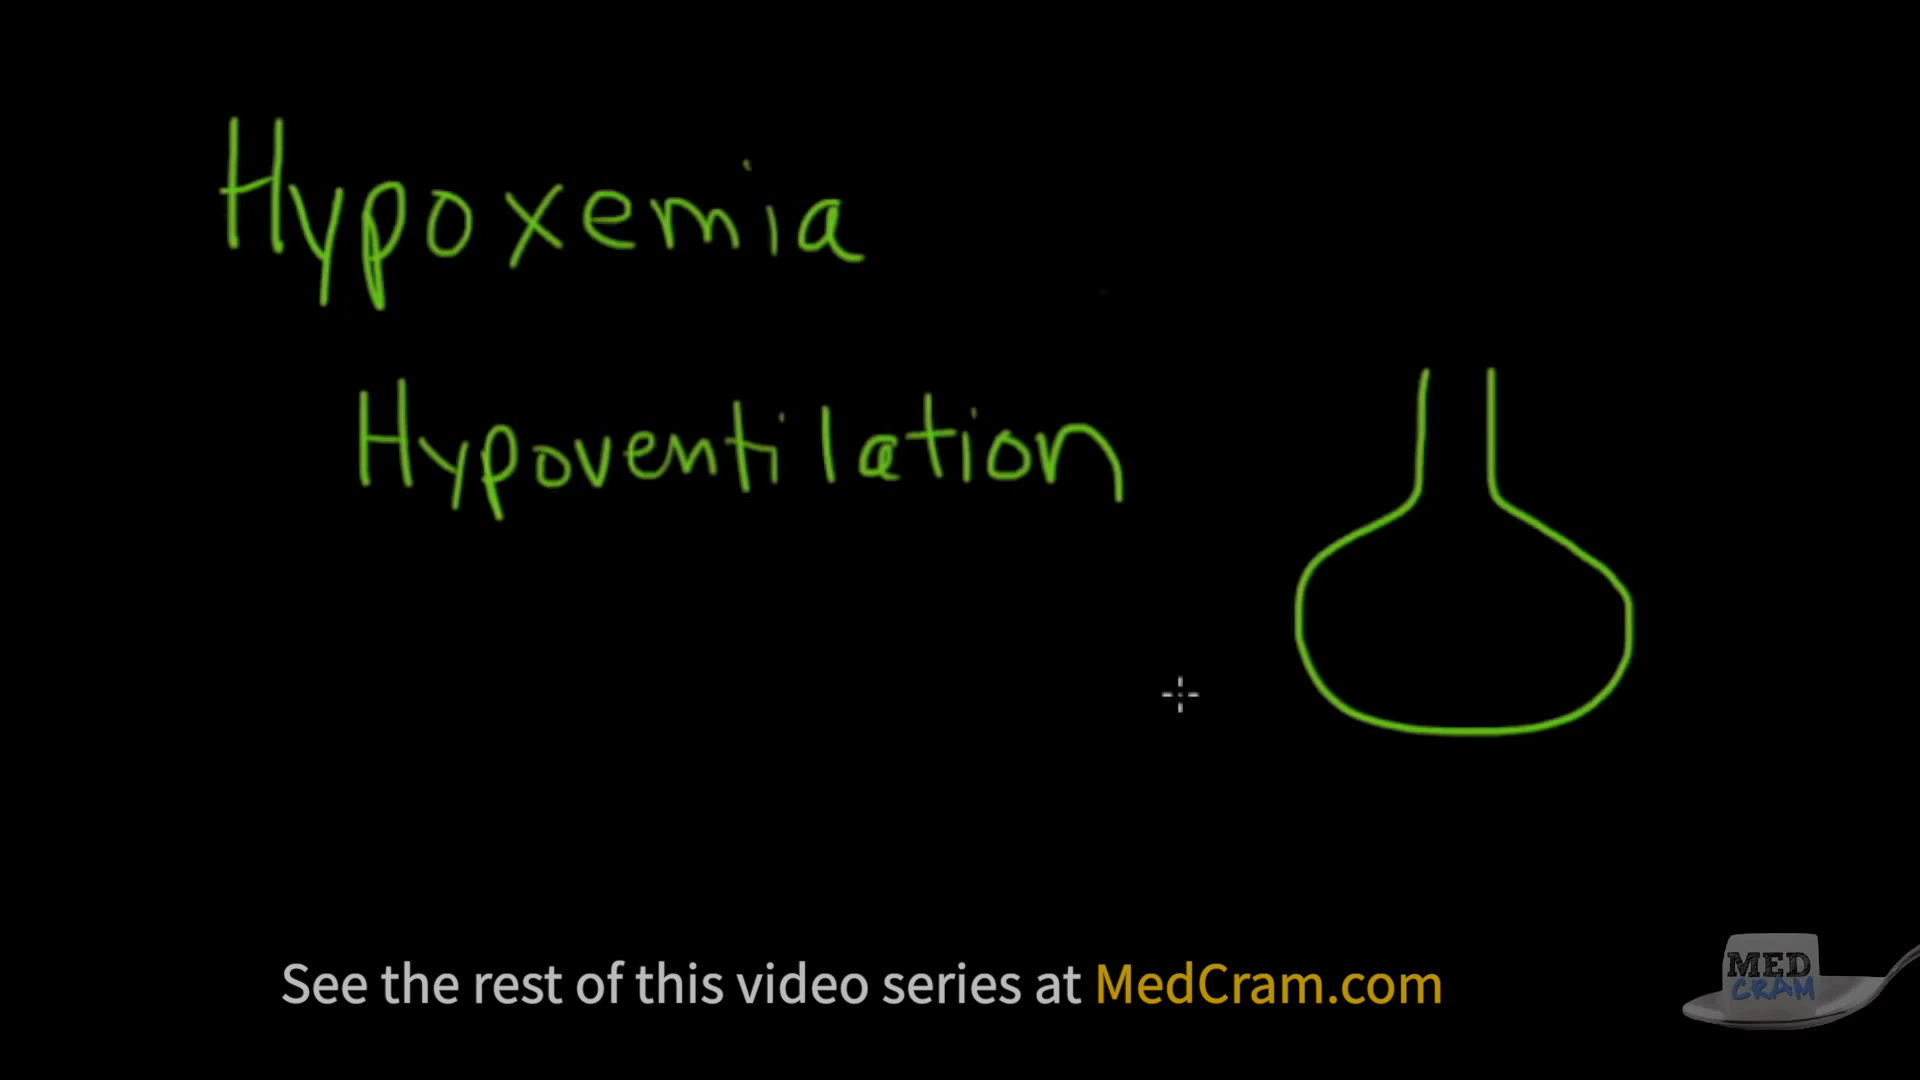 Hypoxemia
Hypoventilation
See the rest of this video series at MedCram.com
MED
CRAM